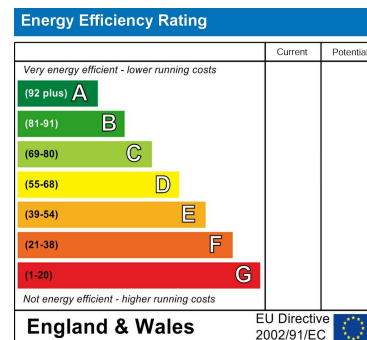 Energy Efficiency Rating
Current Potential
Very energy efficient - lower running costs
(92 plus) A
(81-91) B
(69-80) C
(55-68) D
(39-54) E
(21-38) F
(1-20) G
Not energy efficient - higher running costs
England & Wales
EU Directive
2002/91/EC